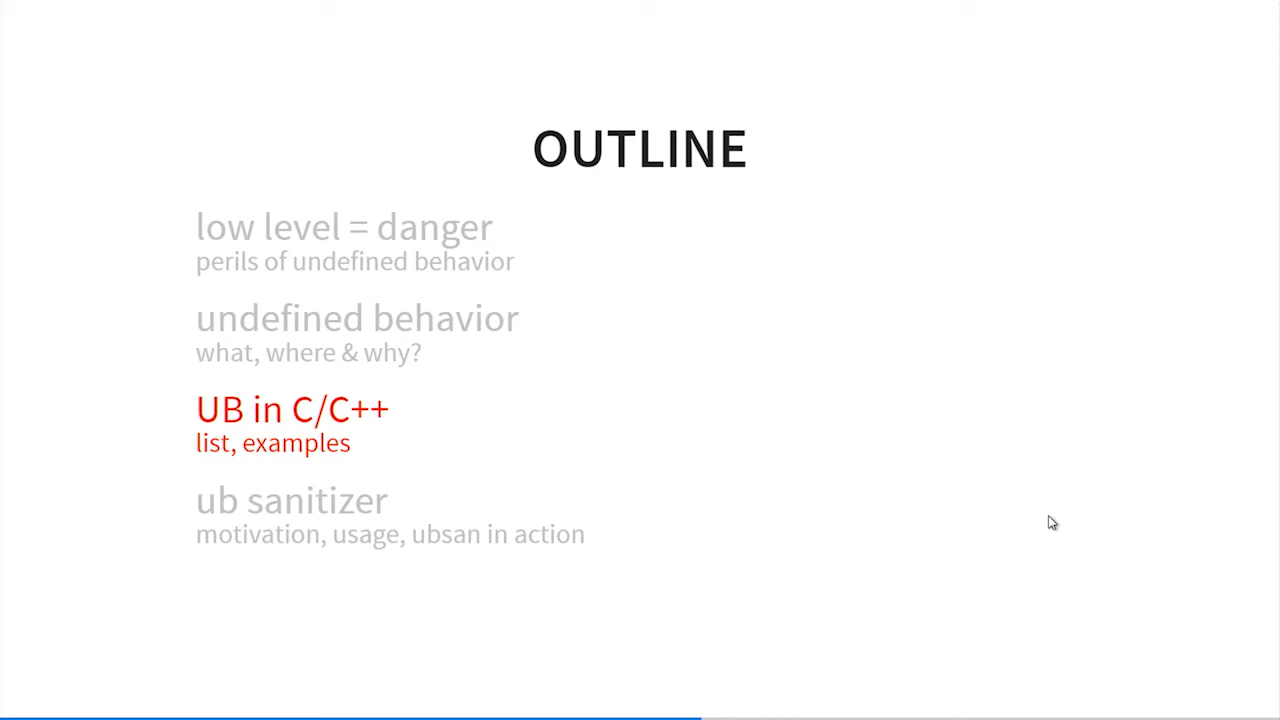 OUTLINE
low level = danger
perils of undefined behavior
undefined behavior
what, where & why?
UB in C/C++
list, examples
ub sanitizer
motivation, usage, ubsan in action